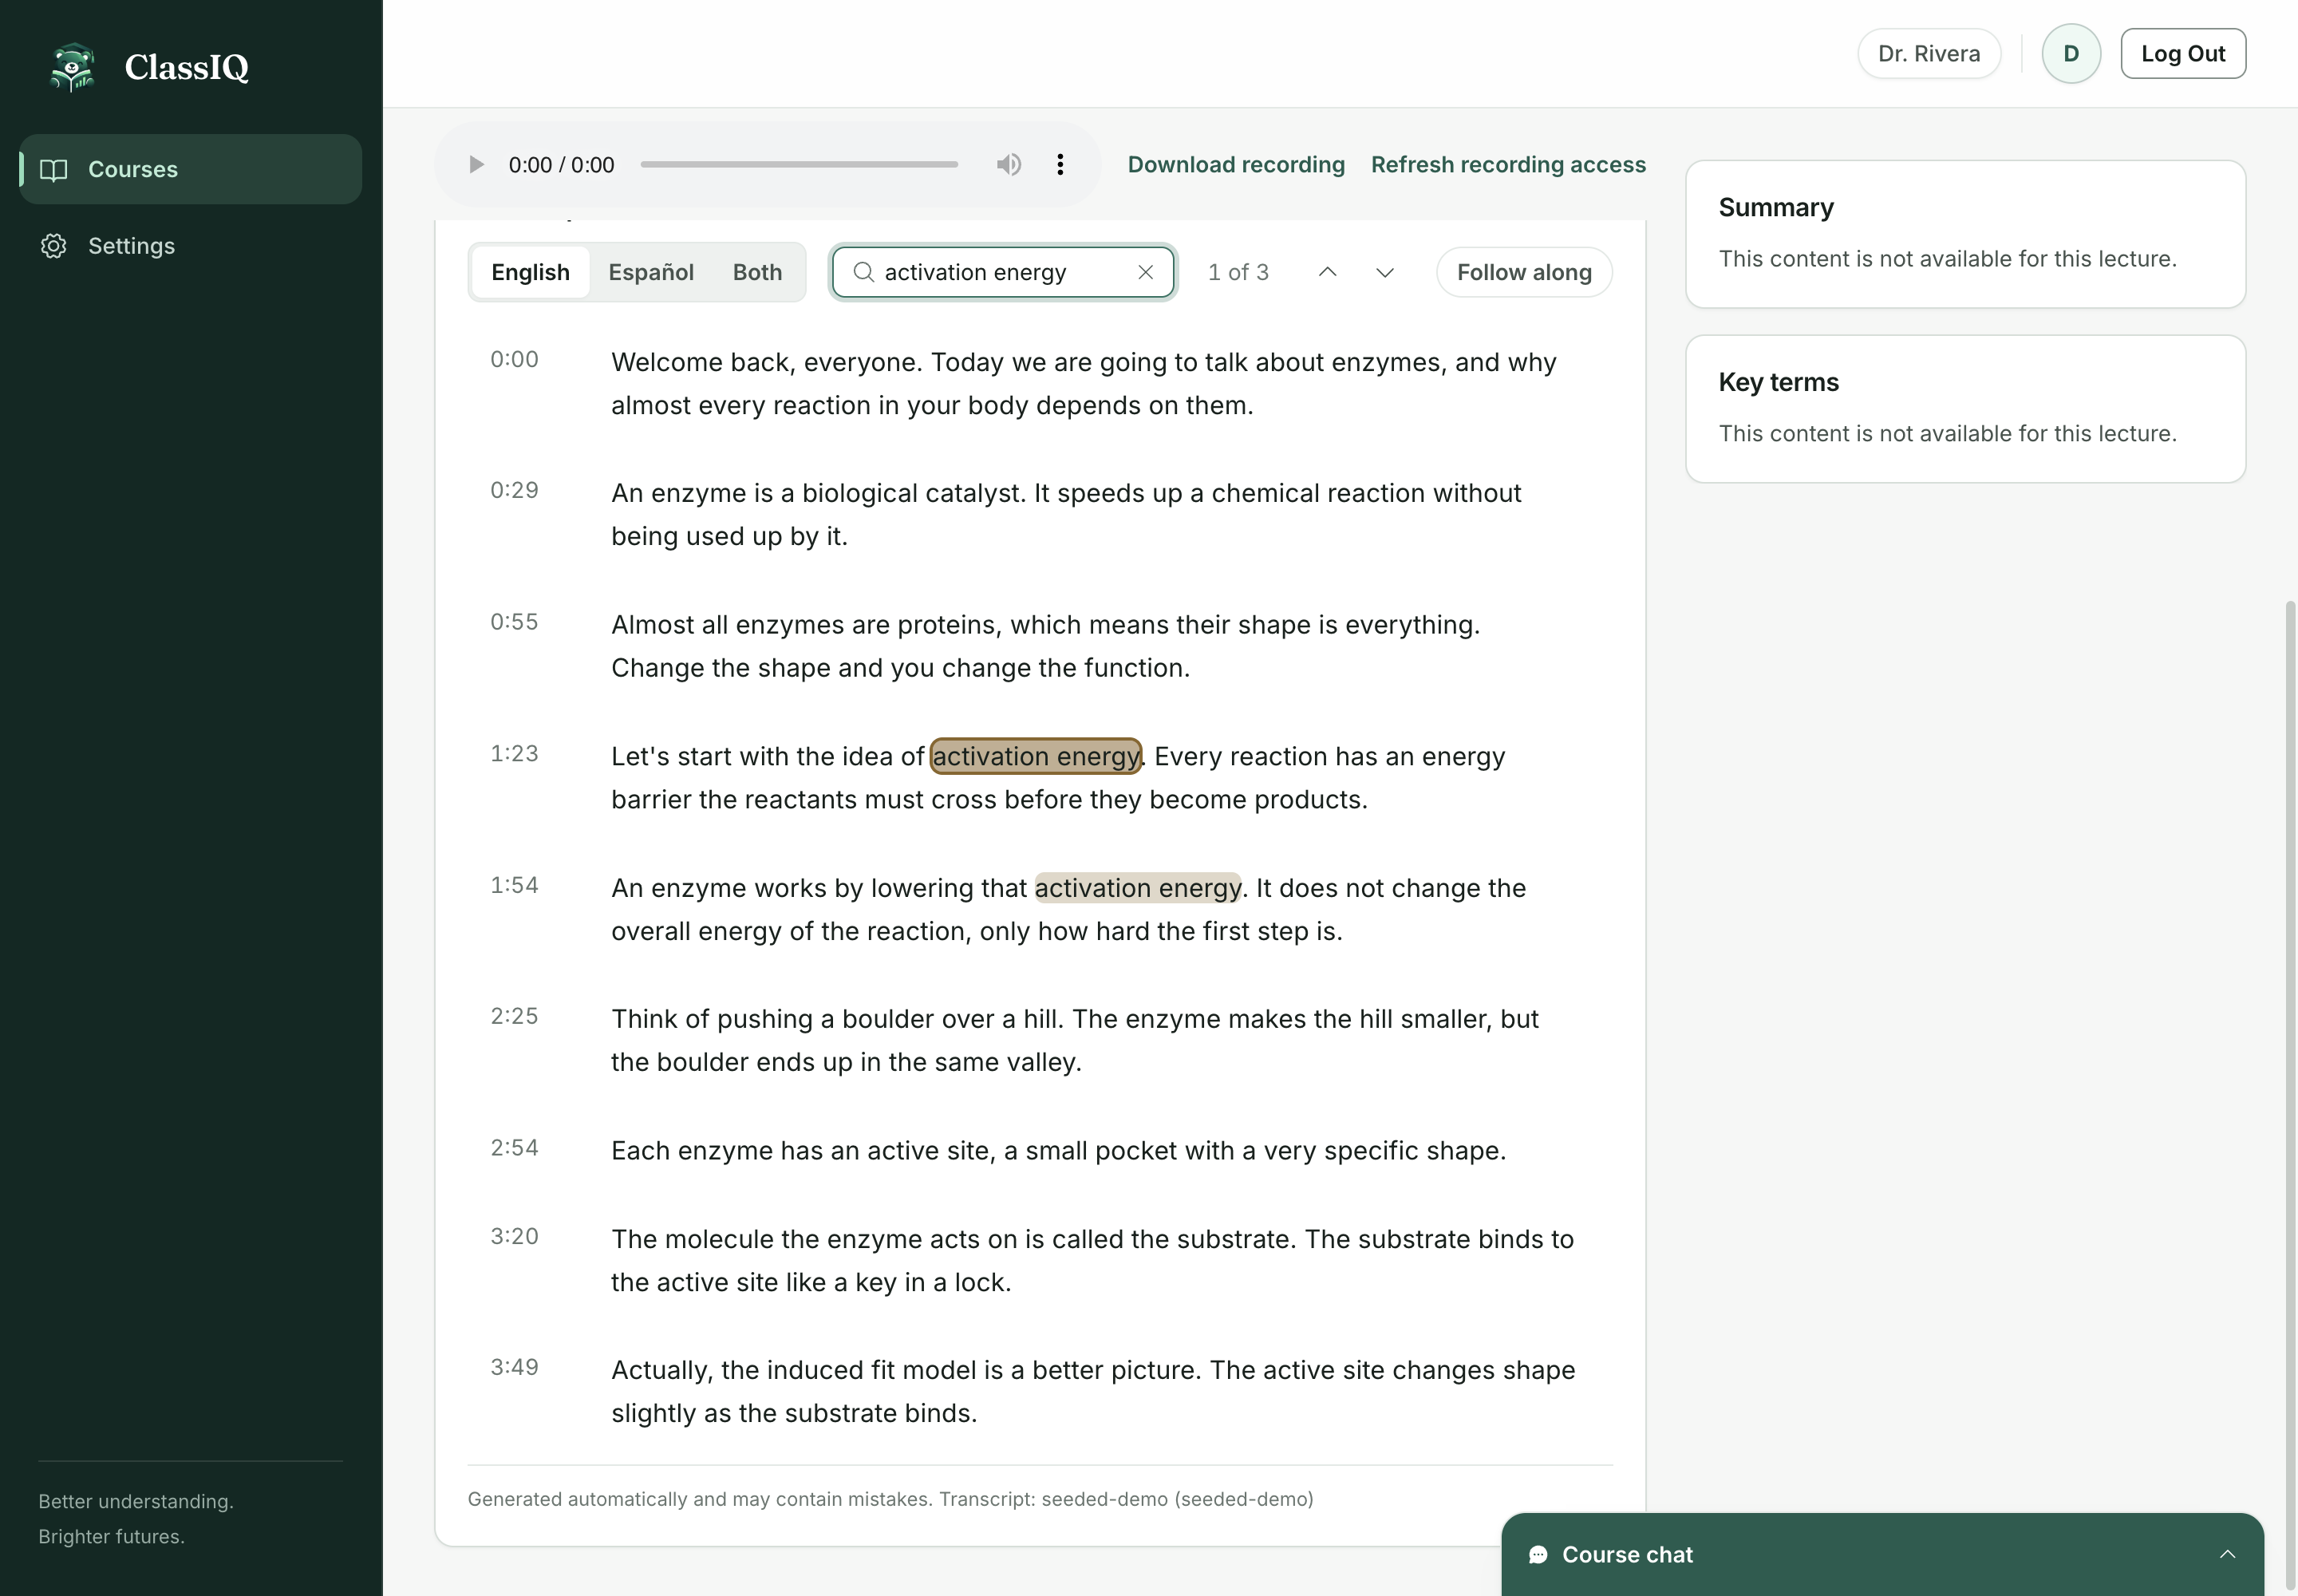 ClassIQ
Courses
Settings
Better understanding.
Brighter futures.
Dr. Rivera
D
Log Out
0:00 / 0:00
Download recording
Refresh recording access
English
Español
Both
activation energy
1 of 3
Follow along
0:00
Welcome back, everyone. Today we are going to talk about enzymes, and why
almost every reaction in your body depends on them.
0:29
An enzyme is a biological catalyst. It speeds up a chemical reaction without
being used up by it.
0:55
Almost all enzymes are proteins, which means their shape is everything.
Change the shape and you change the function.
1:23
Let's start with the idea of activation energy. Every reaction has an energy
barrier the reactants must cross before they become products.
1:54
An enzyme works by lowering that activation energy. It does not change the
overall energy of the reaction, only how hard the first step is.
2:25
Think of pushing a boulder over a hill. The enzyme makes the hill smaller, but
the boulder ends up in the same valley.
2:54
Each enzyme has an active site, a small pocket with a very specific shape.
3:20
The molecule the enzyme acts on is called the substrate. The substrate binds to
the active site like a key in a lock.
3:49
Actually, the induced fit model is a better picture. The active site changes shape
slightly as the substrate binds.
Generated automatically and may contain mistakes. Transcript: seeded-demo (seeded-demo)
Summary
This content is not available for this lecture.
Key terms
This content is not available for this lecture.
Course chat